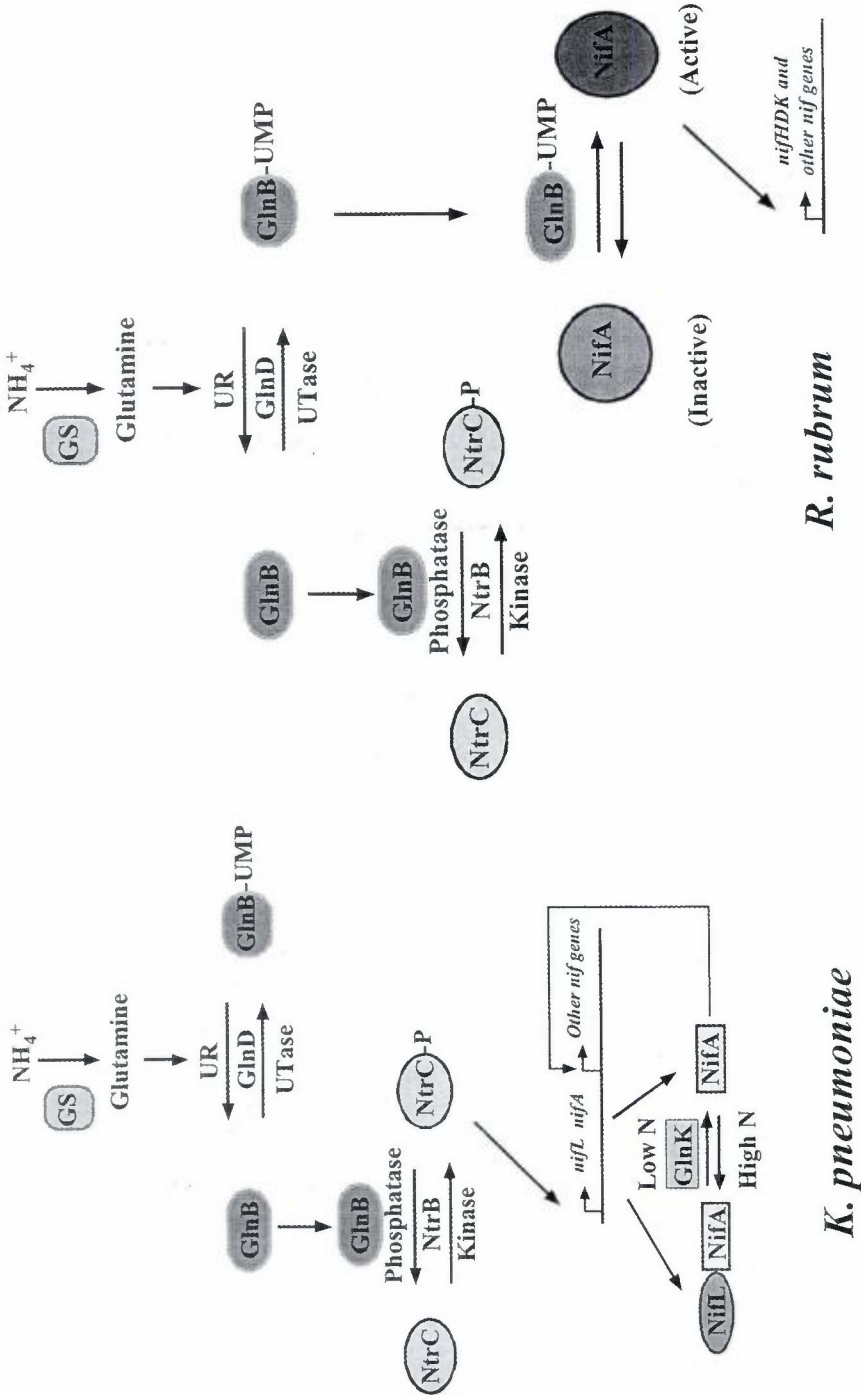 NH₄⁺
GS
Glutamine
UR
GlnD
UTase
GlnB
GlnB-UMP
GlnB
Phosphatase
NtrB
Kinase
NtrC
NtrC-P
nifL nifA
Other nif genes
Low N
GlnK
High N
NifL
NifA
NifA
K. pneumoniae
NH₄⁺
GS
Glutamine
UR
GlnD
UTase
GlnB
GlnB-UMP
GlnB
Phosphatase
NtrB
Kinase
NtrC
NtrC-P
GlnB-UMP
NifA
(Inactive)
NifA
(Active)
nifHDK and
other nif genes
R. rubrum